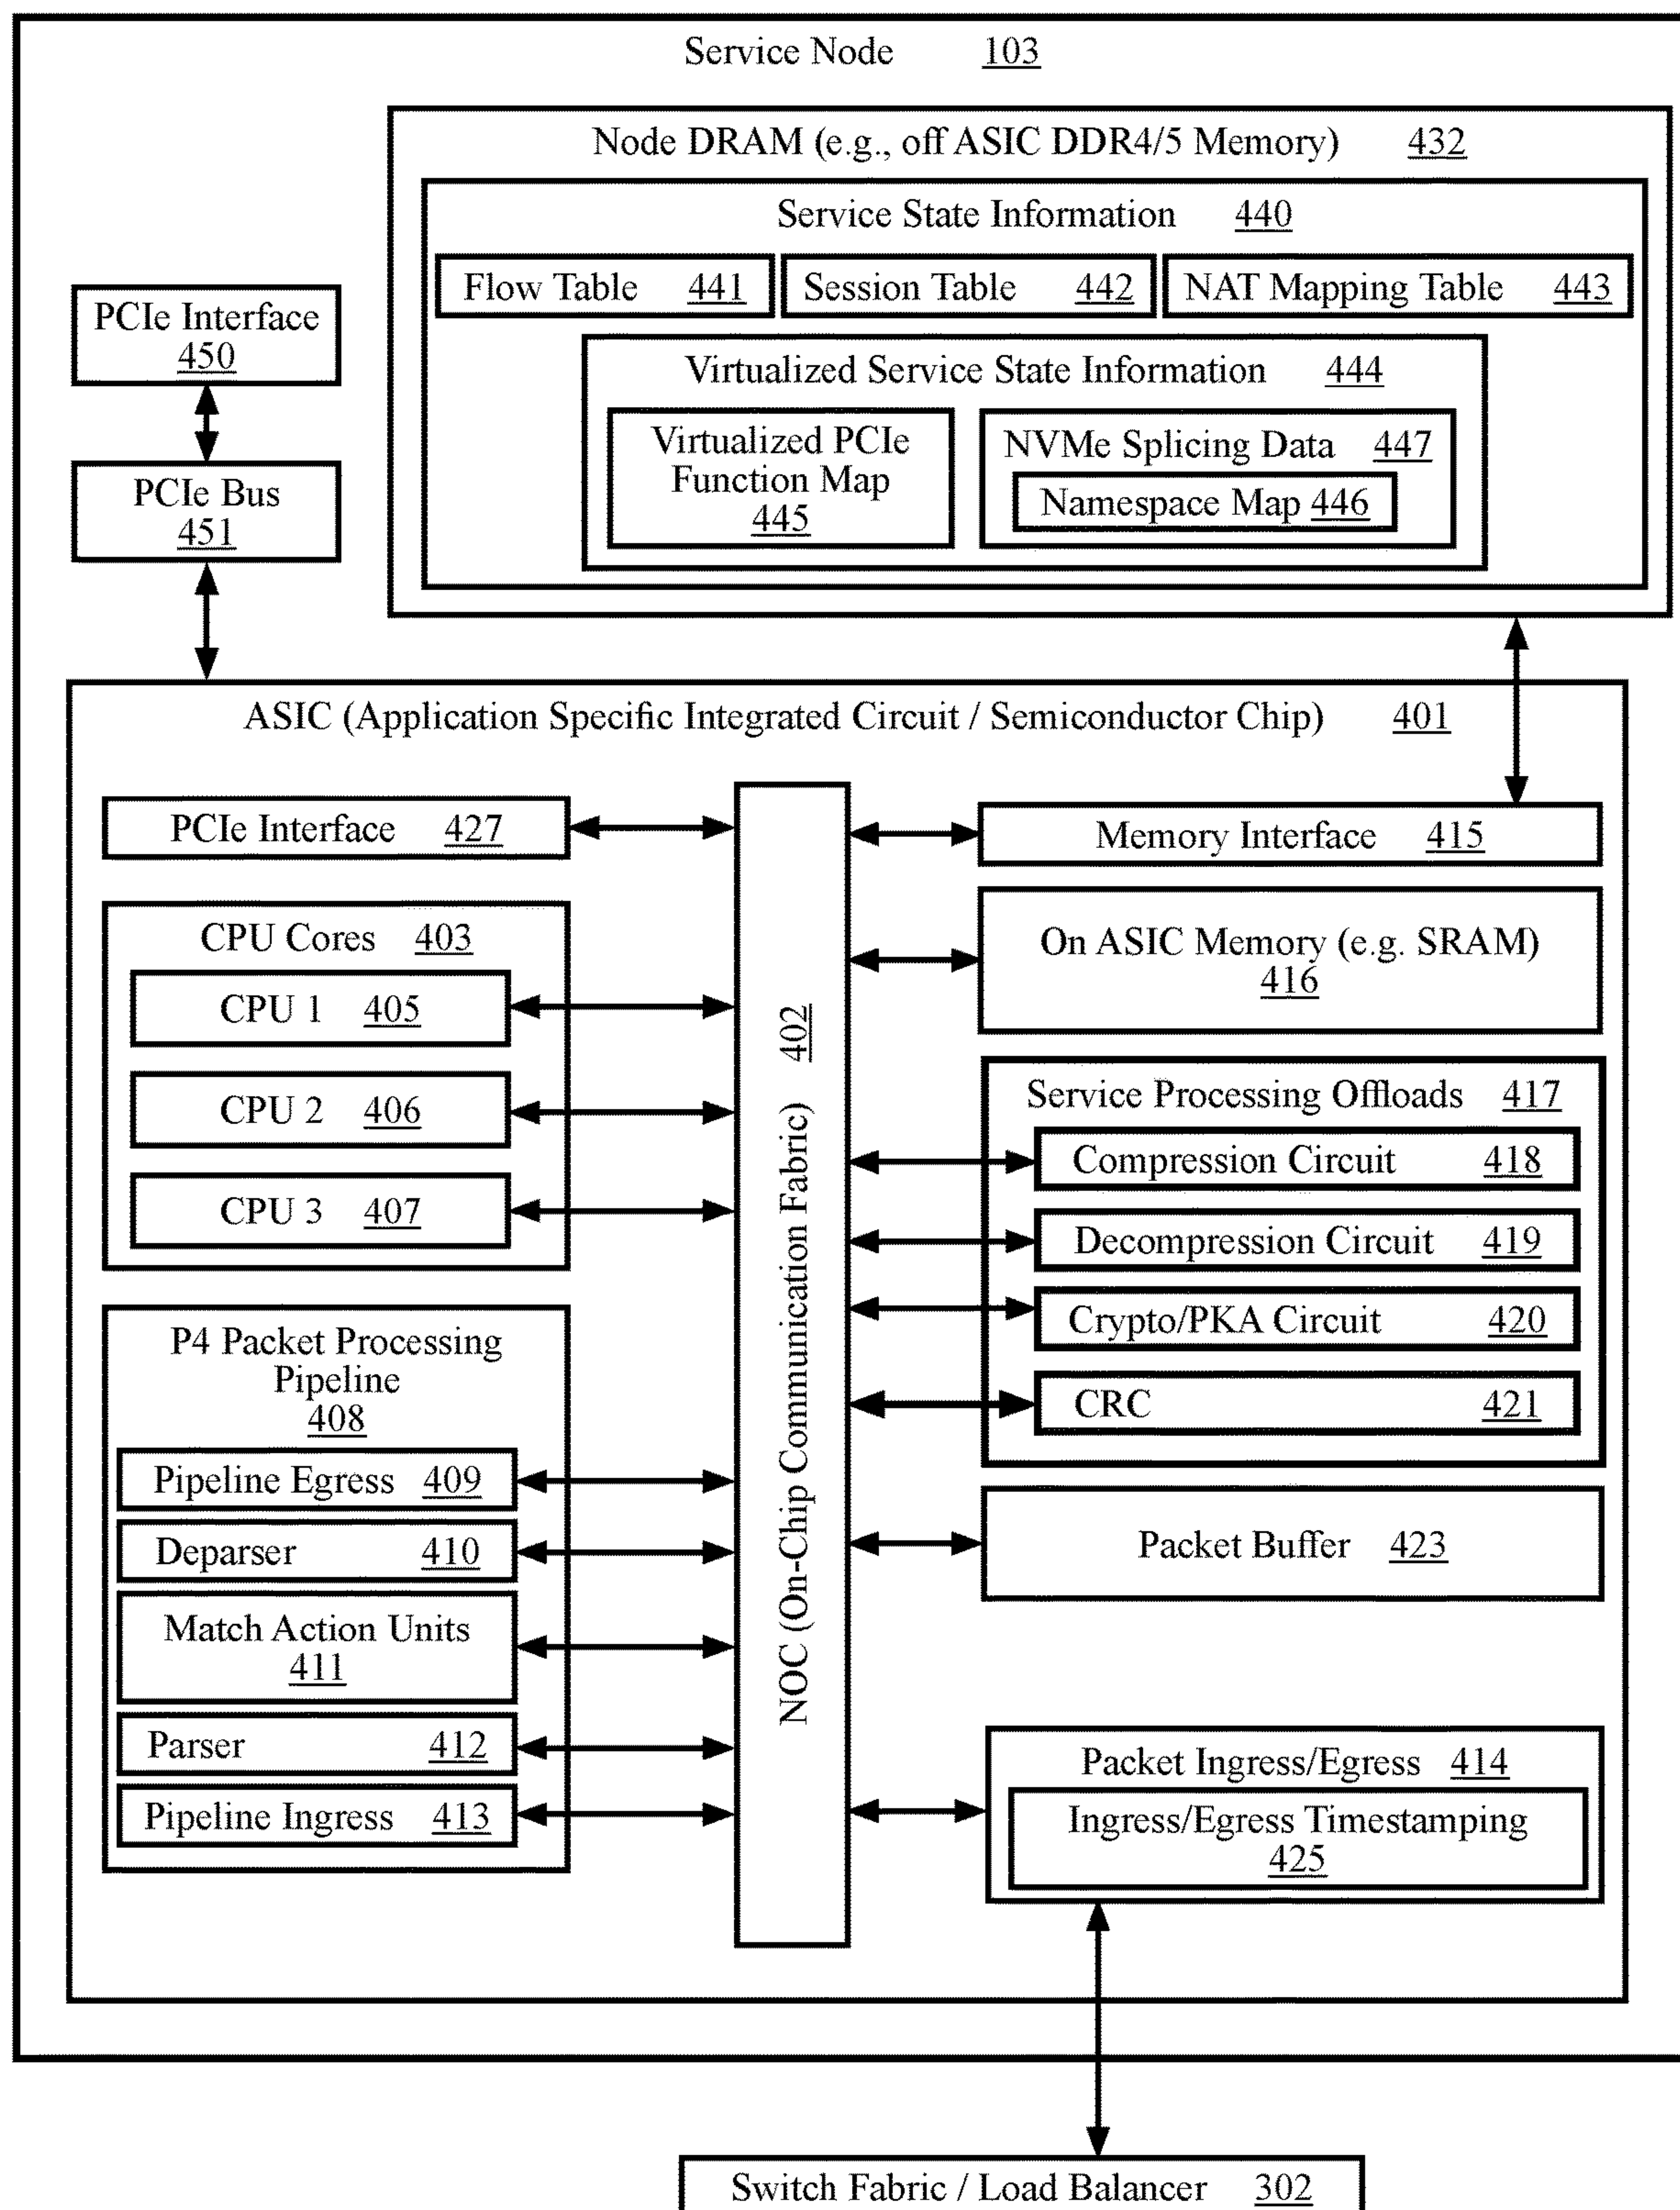 Service Node 103
Node DRAM (e.g., off ASIC DDR4/5 Memory) 432
Service State Information 440
Flow Table 441
Session Table 442
NAT Mapping Table 443
Virtualized Service State Information 444
Virtualized PCIe
Function Map
445
NVMe Splicing Data 447
Namespace Map 446
PCIe Interface
450
PCIe Bus
451
ASIC (Application Specific Integrated Circuit / Semiconductor Chip) 401
PCIe Interface 427
CPU Cores 403
CPU 1 405
CPU 2 406
CPU 3 407
P4 Packet Processing
Pipeline
408
Pipeline Egress 409
Deparser 410
Match Action Units
411
Parser 412
Pipeline Ingress 413
NOC (On-Chip Communication Fabric) 402
Memory Interface 415
On ASIC Memory (e.g. SRAM)
416
Service Processing Offloads 417
Compression Circuit 418
Decompression Circuit 419
Crypto/PKA Circuit 420
CRC 421
Packet Buffer 423
Packet Ingress/Egress 414
Ingress/Egress Timestamping
425
Switch Fabric / Load Balancer 302